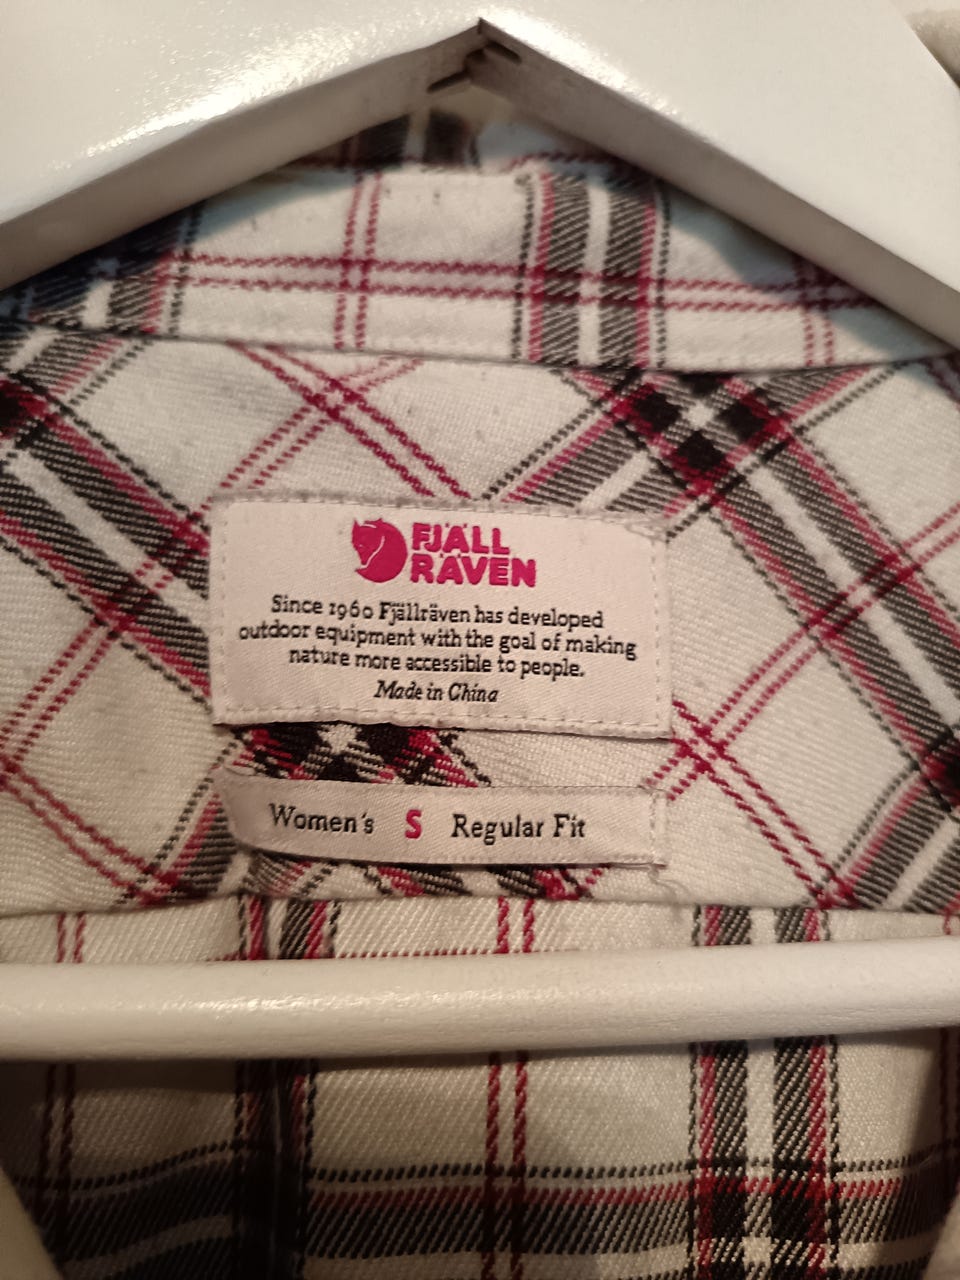 FJÄLL
RÄVEN
Since 1960 Fjällräven has developed
outdoor equipment with the goal of making
nature more accessible to people.
Made in China
Women's S Regular Fit